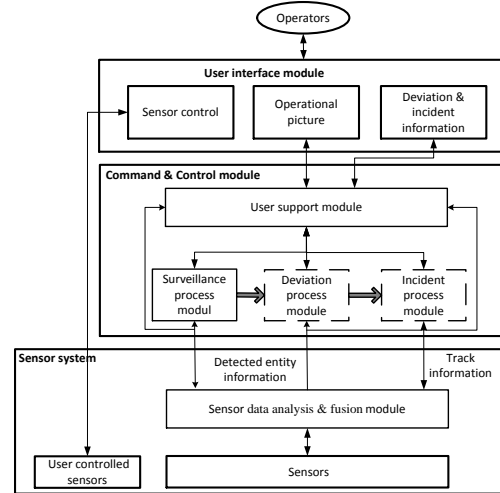 Operators
User interface module
Sensor control
Operational
picture
Deviation &
incident
information
Command & Control module
User support module
Surveillance
process
modul
Deviation
process
module
Incident
process
module
Sensor system
Detected entity
information
Track
information
Sensor data analysis & fusion module
User controlled
sensors
Sensors